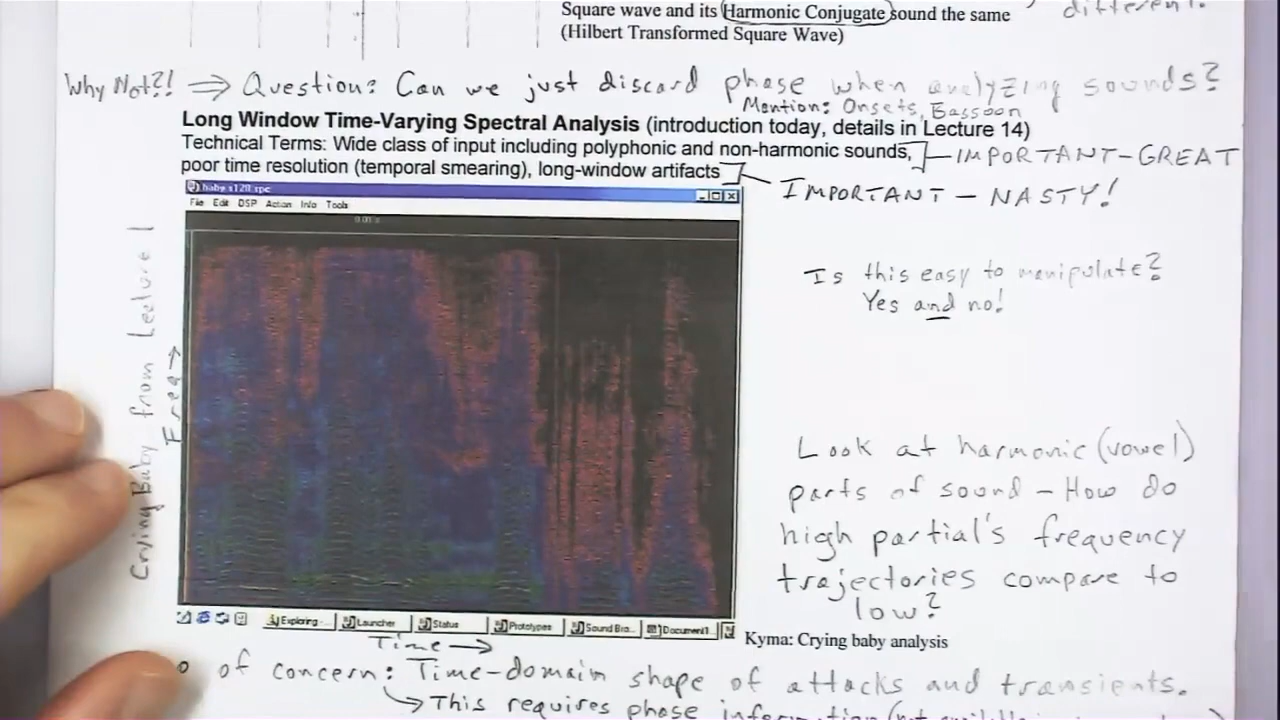 Square wave and its Harmonic Conjugate sound the same
different.
(Hilbert Transformed Square Wave)
Why Not?! ⇒ Question: Can we just discard phase when analyzing sounds?
Mention: Onsets, Bassoon
Long Window Time-Varying Spectral Analysis (introduction today, details in Lecture 14)
Technical Terms: Wide class of input including polyphonic and non-harmonic sounds,
IMPORTANT-GREAT
poor time resolution (temporal smearing), long-window artifacts
IMPORTANT - NASTY!
baby s120.spc
File Edit DSP Action Info Tools
Is this easy to manipulate?
Yes and no!
Crying Baby from Lecture 1
Freq →
Look at harmonic (vowel)
parts of sound - How do
high partial's frequency
trajectories compare to
low?
Exploring - Launcher Status Prototypes Sound Bro... Document1...
Time →
Kyma: Crying baby analysis
of concern: Time-domain shape of attacks and transients.
This requires phase information (not